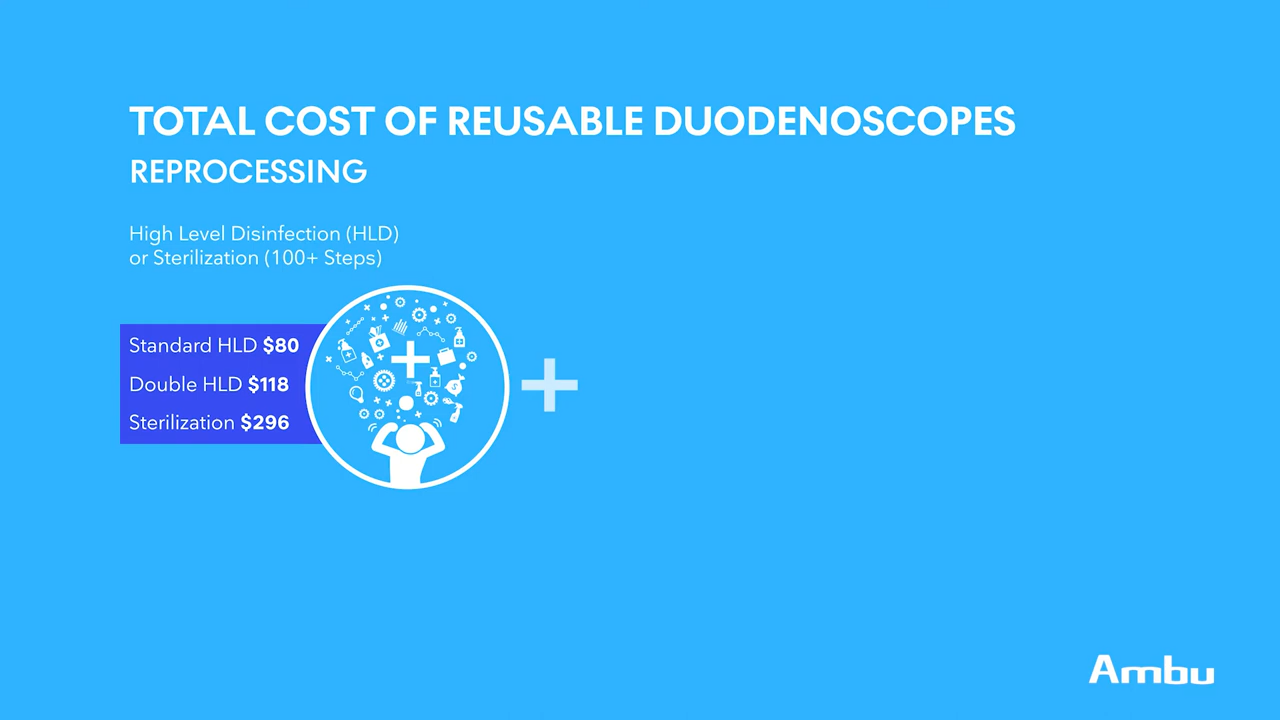 TOTAL COST OF REUSABLE DUODENOSCOPES
REPROCESSING
High Level Disinfection (HLD)
or Sterilization (100+ Steps)
Standard HLD $80
Double HLD $118
Sterilization $296
Ambu